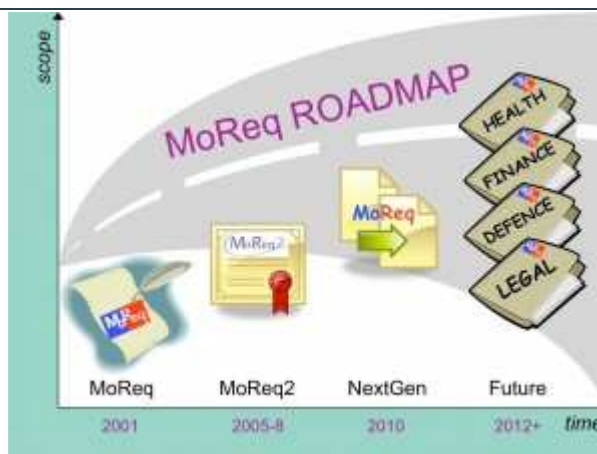 scope
MoReq ROADMAP
HEALTH
FINANCE
DEFENCE
LEGAL
MoReq
MoReq2
MoReq
MoReq MoReq2 NextGen Future
2001 2005-8 2010 2012+ time